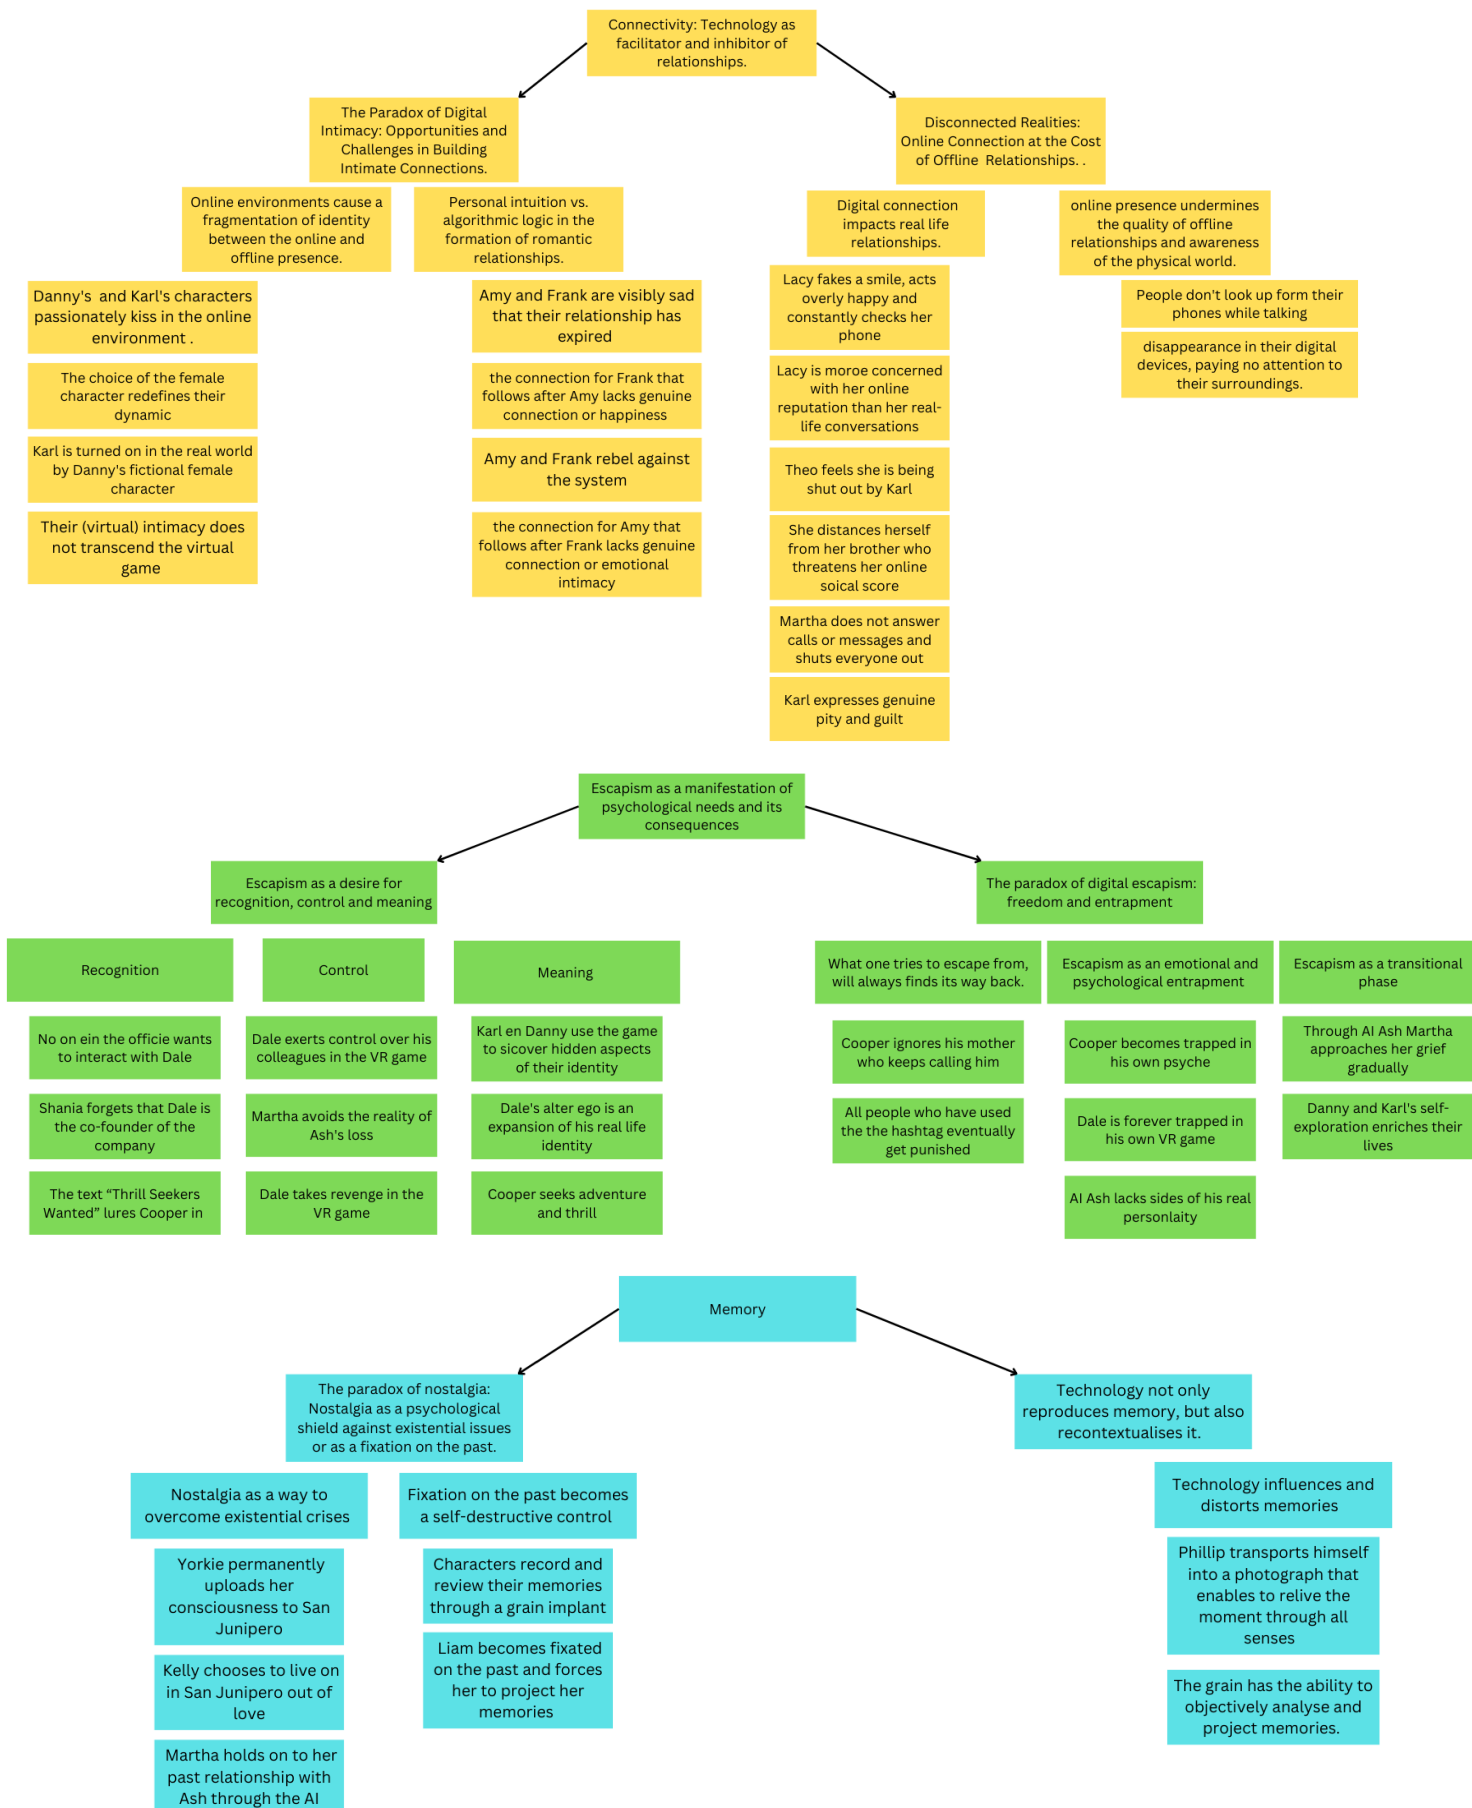 Connectivity: Technology as
facilitator and inhibitor of
relationships.
The Paradox of Digital
Intimacy: Opportunities and
Challenges in Building
Intimate Connections.
Online environments cause a
fragmentation of identity
between the online and
offline presence.
Danny's  and Karl's characters
passionately kiss in the online
environment .
The choice of the female
character redefines their
dynamic
Karl is turned on in the real world
by Danny's fictional female
character
Their (virtual) intimacy does
not transcend the virtual
game
Personal intuition vs.
algorithmic logic in the
formation of romantic
relationships.
Amy and Frank are visibly sad
that their relationship has
expired
the connection for Frank that
follows after Amy lacks genuine
connection or happiness
Amy and Frank rebel against
the system
the connection for Amy that
follows after Frank lacks genuine
connection or emotional
intimacy
Disconnected Realities:
Online Connection at the Cost
of Offline  Relationships. .
Digital connection
impacts real life
relationships.
Lacy fakes a smile, acts
overly happy and
constantly checks her
phone
Lacy is moroe concerned
with her online
reputation than her real-
life conversations
Theo feels she is being
shut out by Karl
She distances herself
from her brother who
threatens her online
soical score
Martha does not answer
calls or messages and
shuts everyone out
Karl expresses genuine
pity and guilt
online presence undermines
the quality of offline
relationships and awareness
of the physical world.
People don't look up form their
phones while talking
disappearance in their digital
devices, paying no attention to
their surroundings.
Escapism as a manifestation of
psychological needs and its
consequences
Escapism as a desire for
recognition, control and meaning
Recognition
No on ein the officie wants
to interact with Dale
Shania forgets that Dale is
the co-founder of the
company
The text “Thrill Seekers
Wanted” lures Cooper in
Control
Dale exerts control over his
colleagues in the VR game
Martha avoids the reality of
Ash's loss
Dale takes revenge in the
VR game
Meaning
Karl en Danny use the game
to sicover hidden aspects
of their identity
Dale's alter ego is an
expansion of his real life
identity
Cooper seeks adventure
and thrill
The paradox of digital escapism:
freedom and entrapment
What one tries to escape from,
will always finds its way back.
Cooper ignores his mother
who keeps calling him
All people who have used
the the hashtag eventually
get punished
Escapism as an emotional and
psychological entrapment
Cooper becomes trapped in
his own psyche
Dale is forever trapped in
his own VR game
AI Ash lacks sides of his real
personlaity
Escapism as a transitional
phase
Through AI Ash Martha
approaches her grief
gradually
Danny and Karl's self-
exploration enriches their
lives
Memory
The paradox of nostalgia:
Nostalgia as a psychological
shield against existential issues
or as a fixation on the past.
Nostalgia as a way to
overcome existential crises
Yorkie permanently
uploads her
consciousness to San
Junipero
Kelly chooses to live on
in San Junipero out of
love
Martha holds on to her
past relationship with
Ash through the AI
Fixation on the past becomes
a self-destructive control
Characters record and
review their memories
through a grain implant
Liam becomes fixated
on the past and forces
her to project her
memories
Technology not only
reproduces memory, but also
recontextualises it.
Technology influences and
distorts memories
Phillip transports himself
into a photograph that
enables to relive the
moment through all
senses
The grain has the ability to
objectively analyse and
project memories.